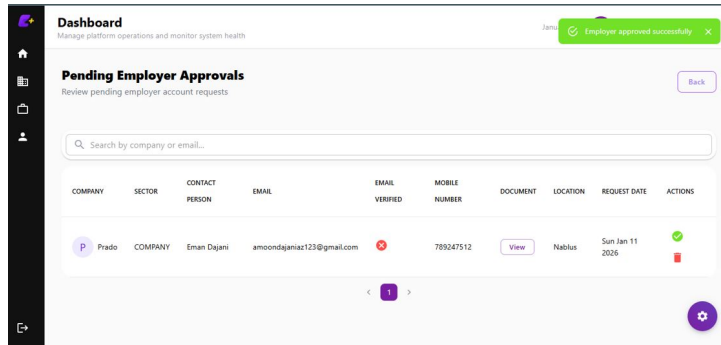 Dashboard
Manage platform operations and monitor system health
Janu
Employer approved successfully
Pending Employer Approvals
Review pending employer account requests
Back
Search by company or email...
COMPANY SECTOR CONTACT PERSON EMAIL EMAIL VERIFIED MOBILE NUMBER DOCUMENT LOCATION REQUEST DATE ACTIONS
P Prado COMPANY Eman Dajani amoondajaniaz123@gmail.com 789247512 View Nablus Sun Jan 11 2026
1